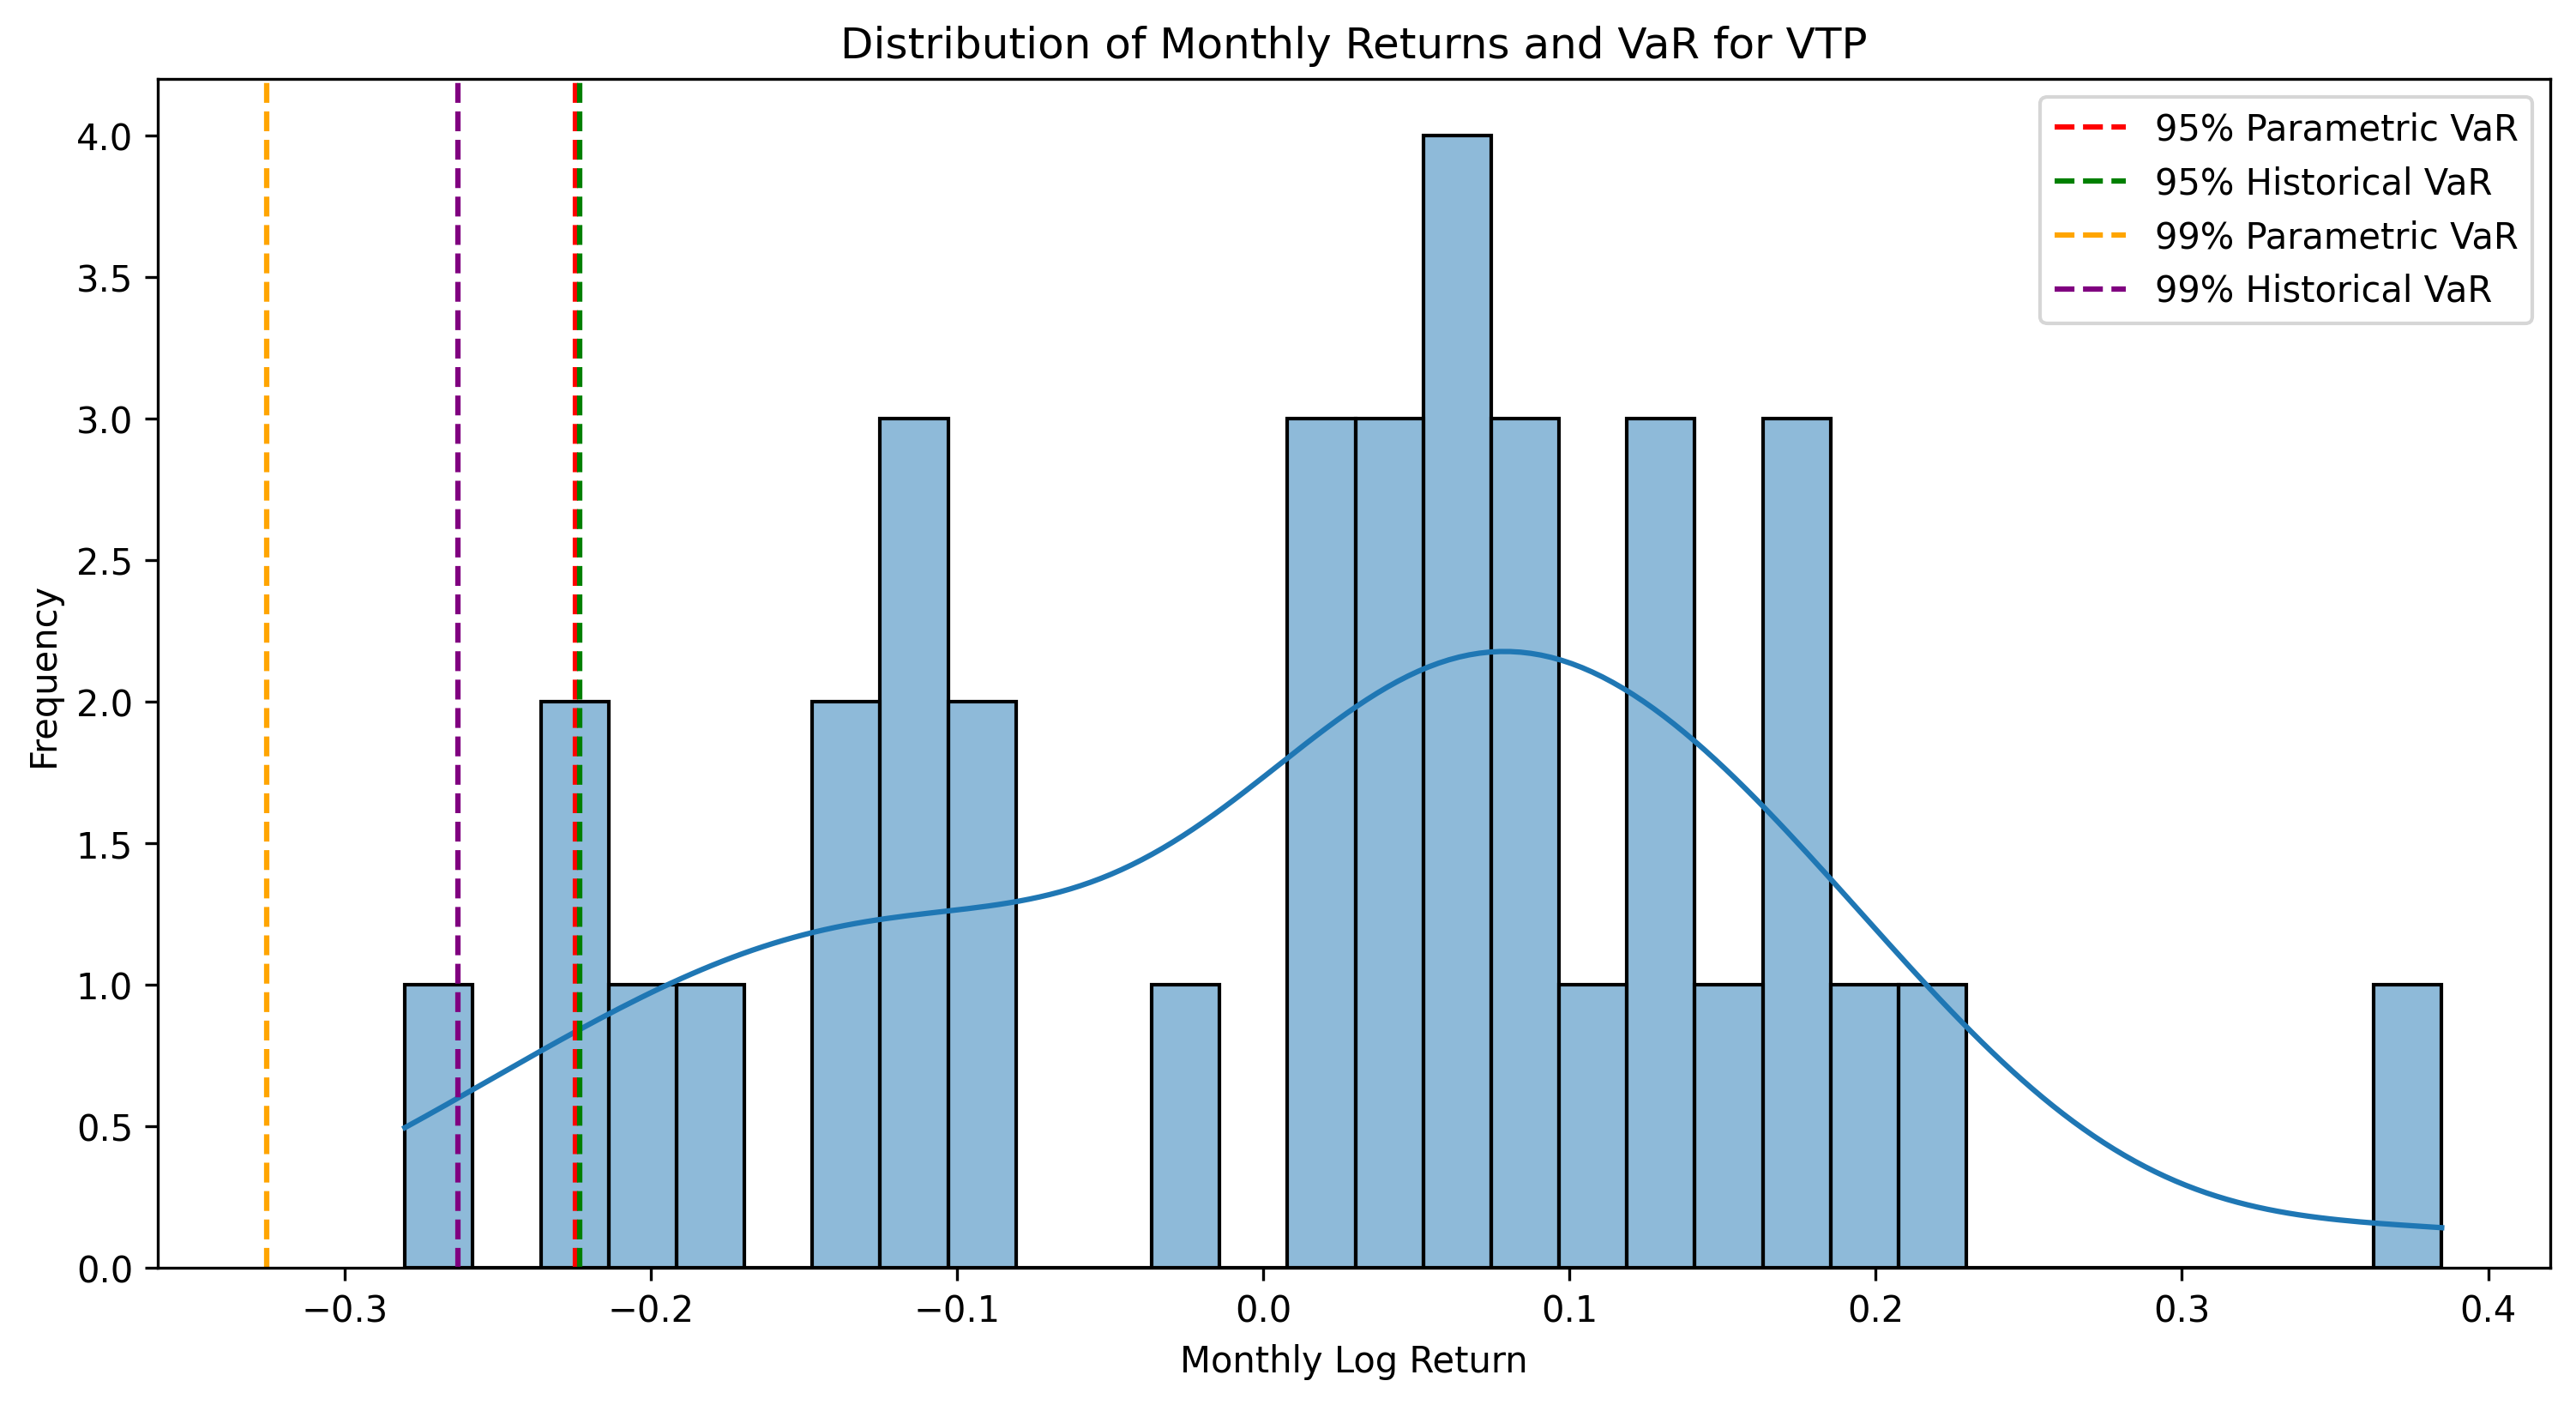 Distribution of Monthly Returns and VaR for VTP
95% Parametric VaR
95% Historical VaR
99% Parametric VaR
99% Historical VaR
Frequency
4.0
3.5
3.0
2.5
2.0
1.5
1.0
0.5
0.0
−0.3 −0.2 −0.1 0.0 0.1 0.2 0.3 0.4
Monthly Log Return